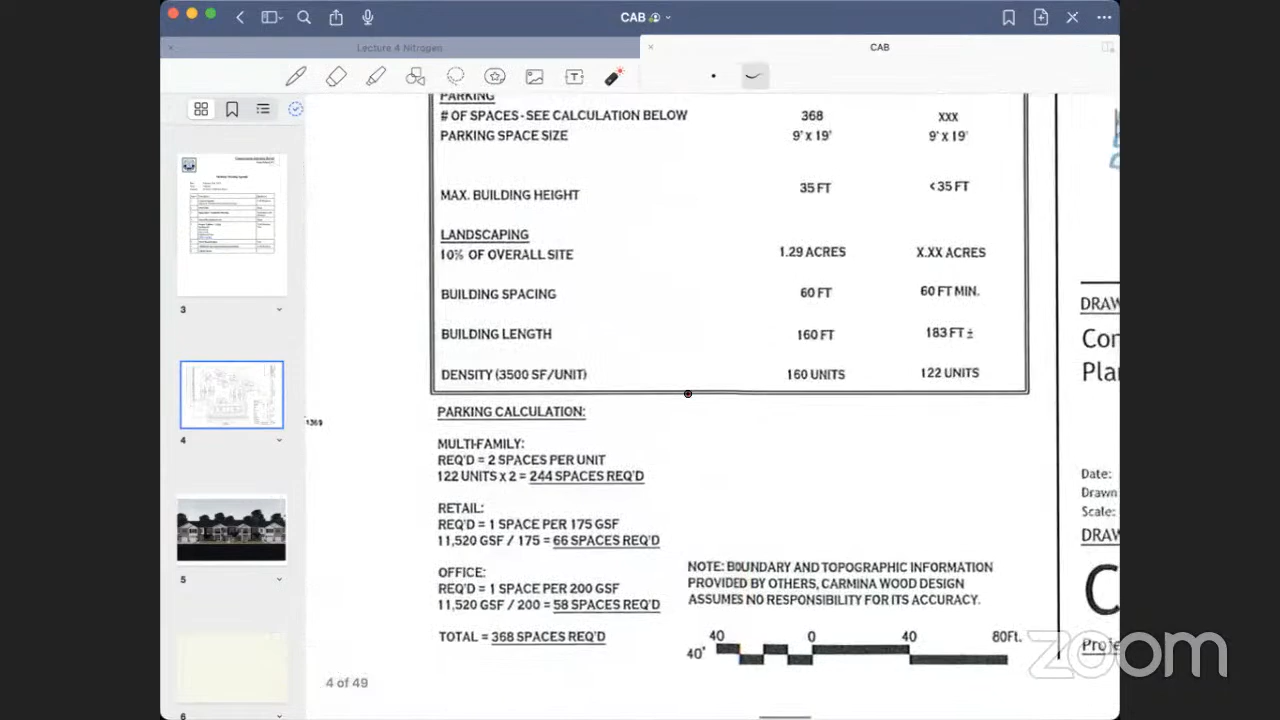 CAB
Lecture 4 Nitrogen
CAB
PARKING
# OF SPACES - SEE CALCULATION BELOW 368 XXX
PARKING SPACE SIZE 9' x 19' 9' x 19'
MAX. BUILDING HEIGHT 35 FT < 35 FT
LANDSCAPING
10% OF OVERALL SITE 1.29 ACRES X.XX ACRES
BUILDING SPACING 60 FT 60 FT MIN.
BUILDING LENGTH 160 FT 183 FT ±
DENSITY (3500 SF/UNIT) 160 UNITS 122 UNITS
PARKING CALCULATION:
MULTI-FAMILY:
REQ'D = 2 SPACES PER UNIT
122 UNITS X 2 = 244 SPACES REQ'D
RETAIL:
REQ'D = 1 SPACE PER 175 GSF
11,520 GSF / 175 = 66 SPACES REQ'D
OFFICE:
REQ'D = 1 SPACE PER 200 GSF
11,520 GSF / 200 = 58 SPACES REQ'D
TOTAL = 368 SPACES REQ'D
NOTE: BOUNDARY AND TOPOGRAPHIC INFORMATION
PROVIDED BY OTHERS, CARMINA WOOD DESIGN
ASSUMES NO RESPONSIBILITY FOR ITS ACCURACY.
40 0 40 80Ft.
40"
DRAW
Con
Plan
Date:
Drawn
Scale:
DRAW
C
Proje
3
4
5
6
1369
4 of 49
zoom